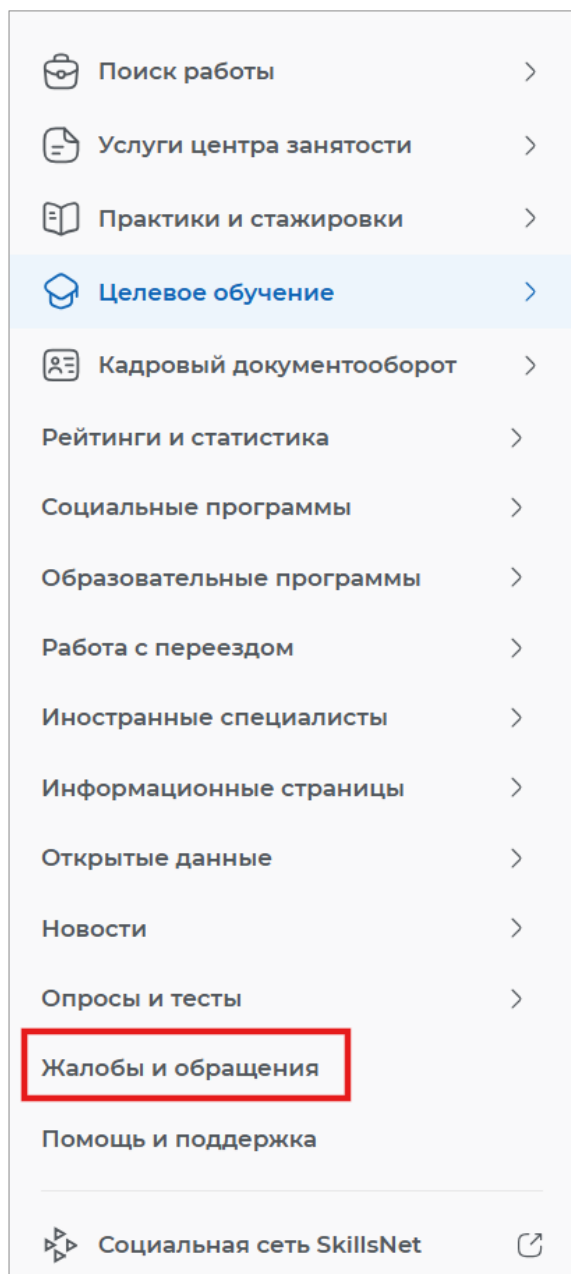 Поиск работы
Услуги центра занятости
Практики и стажировки
Целевое обучение
Кадровый документооборот
Рейтинги и статистика
Социальные программы
Образовательные программы
Работа с переездом
Иностранные специалисты
Информационные страницы
Открытые данные
Новости
Опросы и тесты
Жалобы и обращения
Помощь и поддержка
Социальная сеть SkillsNet